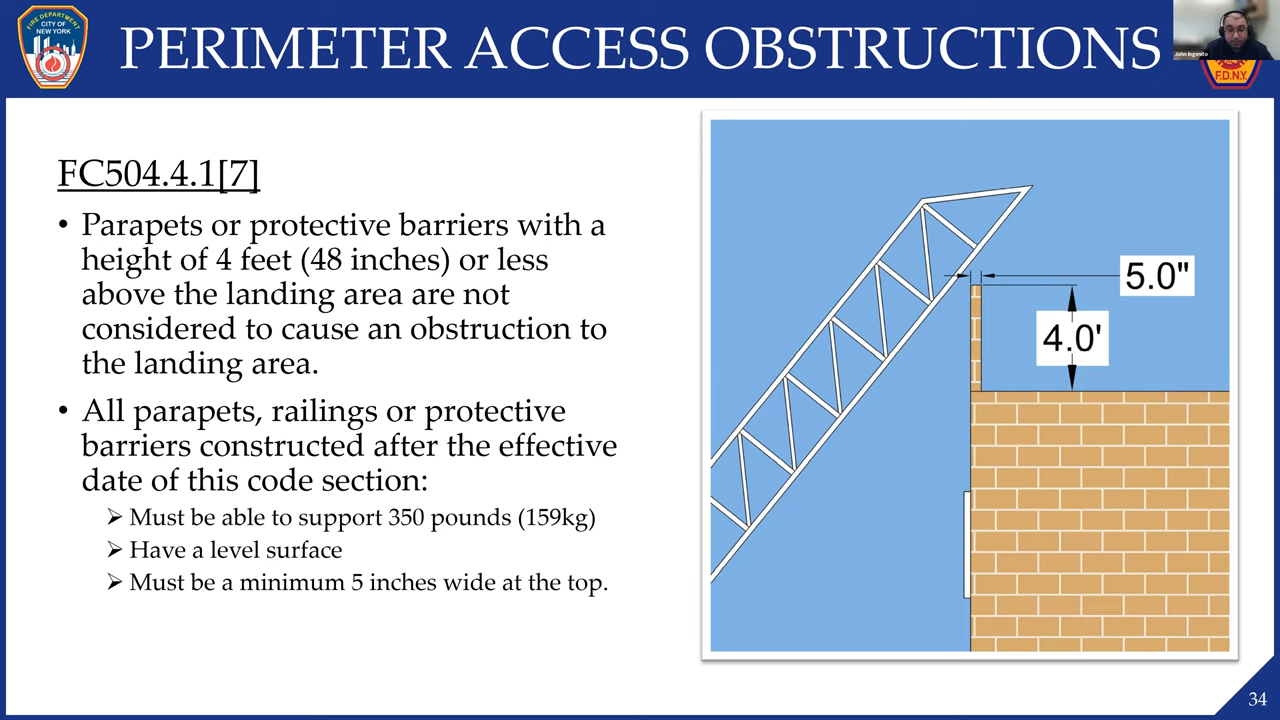 FIRE DEPARTMENT
CITY OF
NEW YORK
PERIMETER ACCESS OBSTRUCTIONS
John Ingenito
F.D.N.Y.
FC504.4.1[7]
• Parapets or protective barriers with a
height of 4 feet (48 inches) or less
above the landing area are not
considered to cause an obstruction to
the landing area.
• All parapets, railings or protective
barriers constructed after the effective
date of this code section:
➢ Must be able to support 350 pounds (159kg)
➢ Have a level surface
➢ Must be a minimum 5 inches wide at the top.
5.0"
4.0'
34